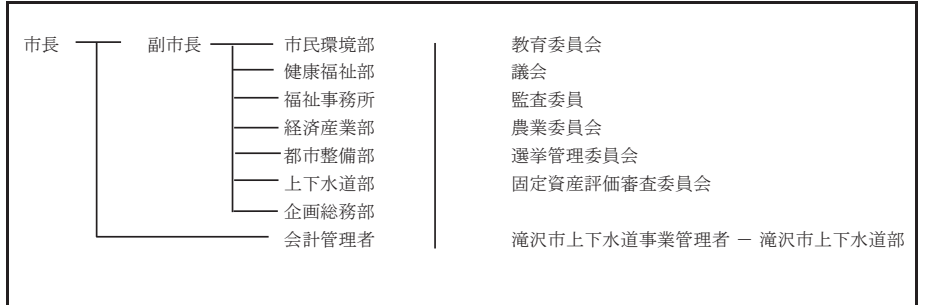 市長 副市長 市民環境部 教育委員会
健康福祉部 議会
福祉事務所 監査委員
経済産業部 農業委員会
都市整備部 選挙管理委員会
上下水道部 固定資産評価審査委員会
企画総務部
会計管理者 滝沢市上下水道事業管理者 － 滝沢市上下水道部